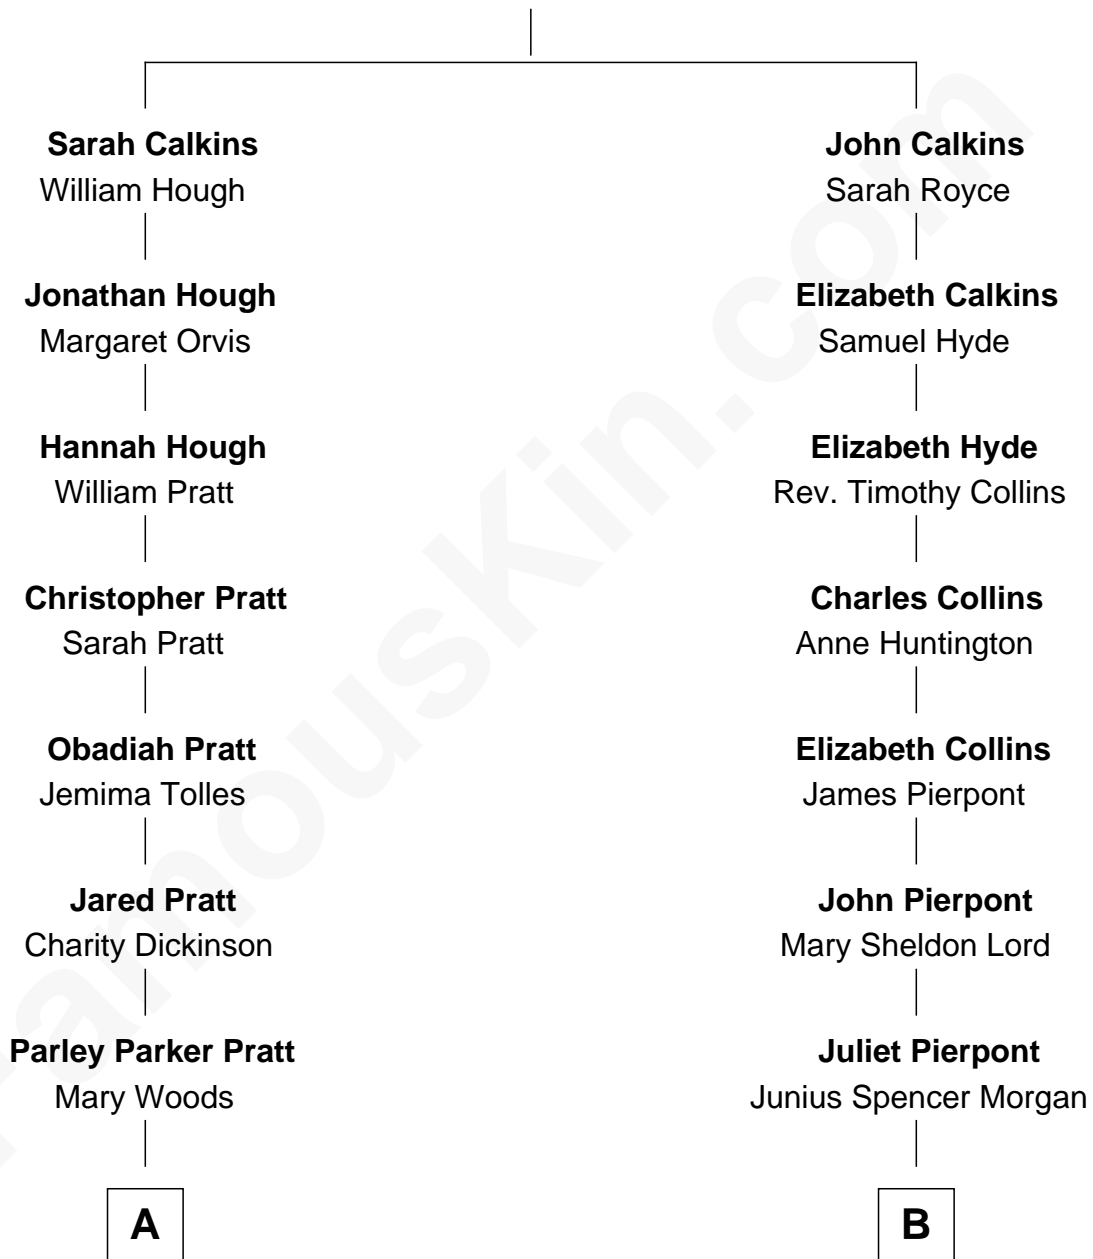 Sarah Calkins
William Hough
John Calkins
Sarah Royce
Jonathan Hough
Margaret Orvis
Elizabeth Calkins
Samuel Hyde
Hannah Hough
William Pratt
Elizabeth Hyde
Rev. Timothy Collins
Christopher Pratt
Sarah Pratt
Charles Collins
Anne Huntington
Obadiah Pratt
Jemima Tolles
Elizabeth Collins
James Pierpont
Jared Pratt
Charity Dickinson
John Pierpont
Mary Sheldon Lord
Parley Parker Pratt
Mary Woods
Juliet Pierpont
Junius Spencer Morgan
A
B
FamousKin.com